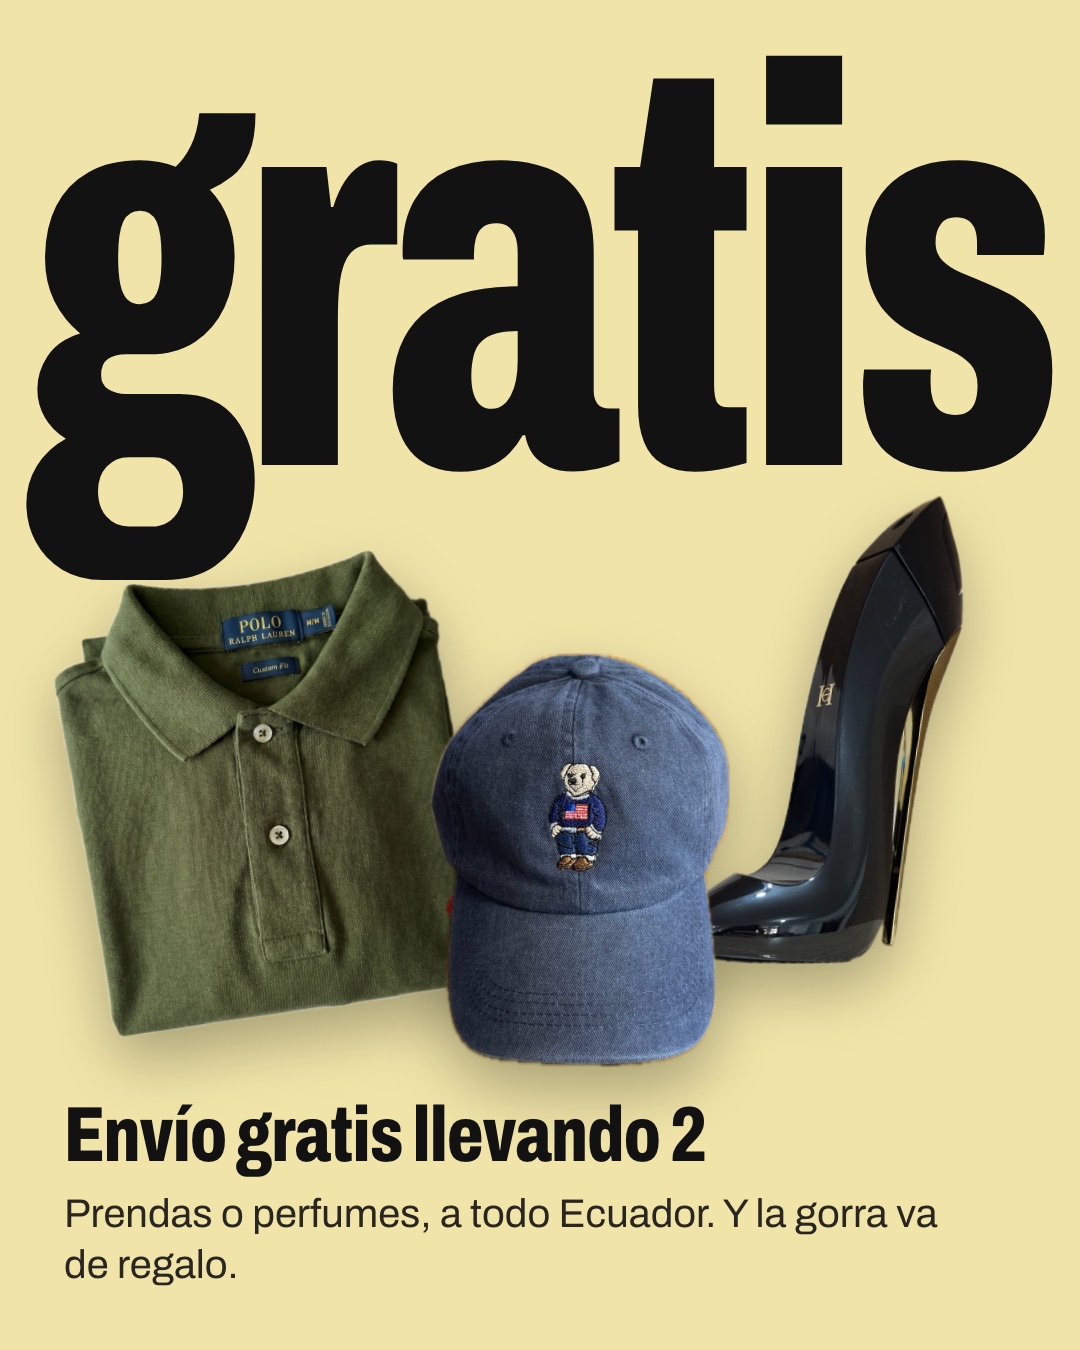 gratis
POLO
RALPH LAUREN
M/M
Custom Fit
CH
Envío gratis llevando 2
Prendas o perfumes, a todo Ecuador. Y la gorra va
de regalo.